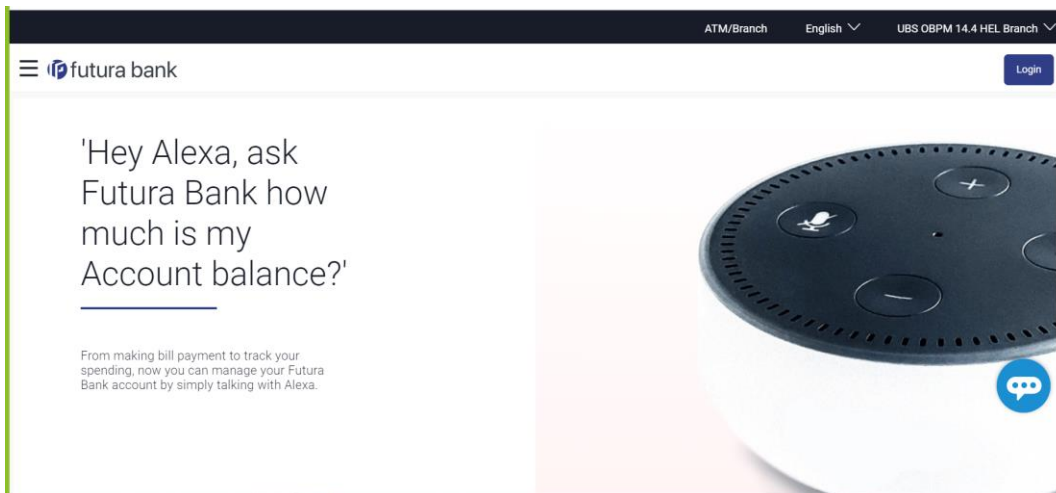 ATM/Branch English UBS OBPM 14.4 HEL Branch
futura bank
Login
'Hey Alexa, ask
Futura Bank how
much is my
Account balance?'
From making bill payment to track your
spending, now you can manage your Futura
Bank account by simply talking with Alexa.